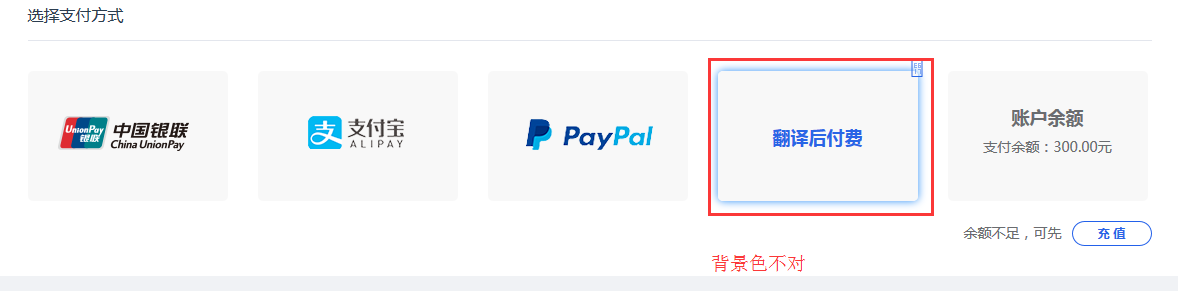 选择支付方式
UnionPay 银联
中国银联
China UnionPay
支 支付宝
ALIPAY
PayPal
翻译后付费
账户余额
支付余额：300.00元
余额不足，可先 充 值
背景色不对